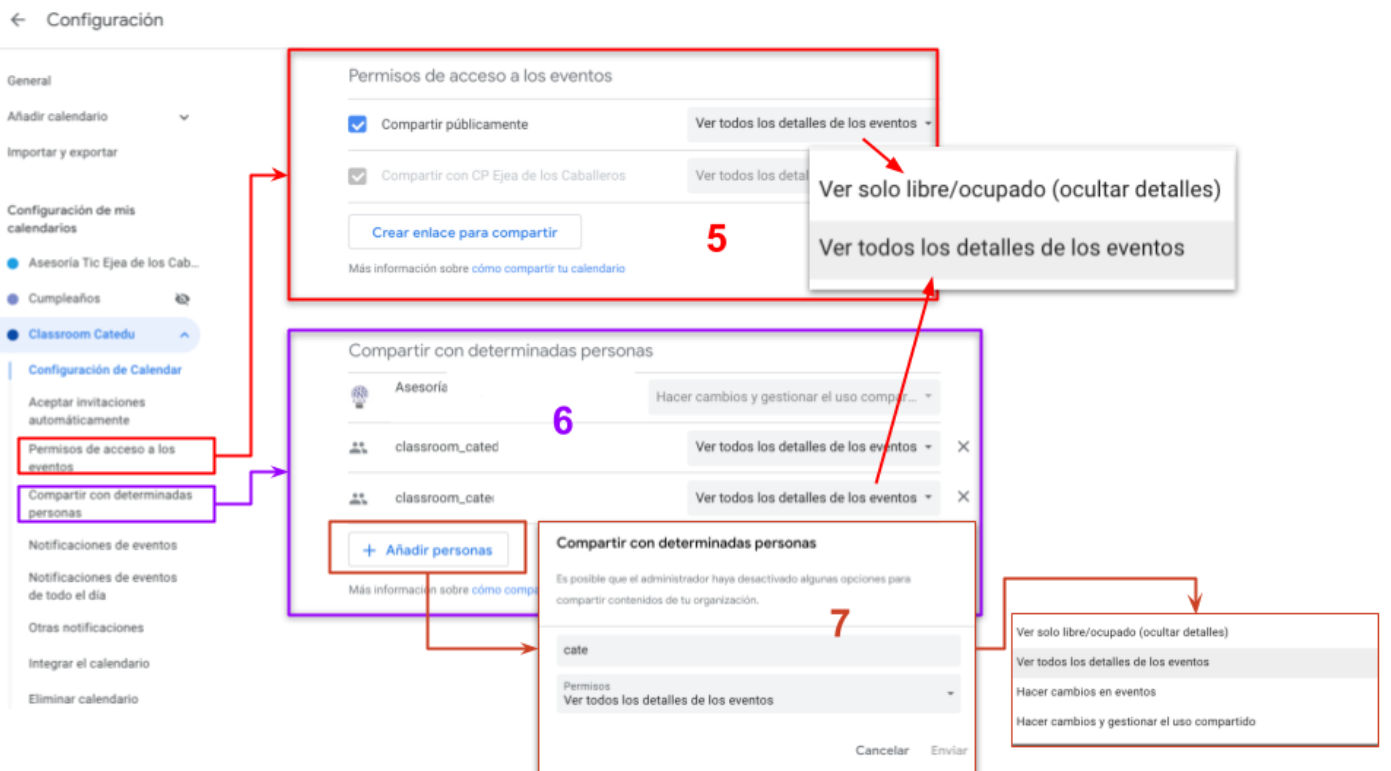 Configuración
General
Añadir calendario
Importar y exportar
Configuración de mis
calendarios
Asesoría Tic Ejea de los Cab...
Cumpleaños
Classroom Catedu
Configuración de Calendar
Aceptar invitaciones
automáticamente
Permisos de acceso a los
eventos
Compartir con determinadas
personas
Notificaciones de eventos
Notificaciones de eventos
de todo el día
Otras notificaciones
Integrar el calendario
Eliminar calendario
Permisos de acceso a los eventos
Compartir públicamente
Ver todos los detalles de los eventos
Compartir con CP Ejea de los Caballeros
Ver todos los detal
Crear enlace para compartir
5
Más información sobre cómo compartir tu calendario
Ver solo libre/ocupado (ocultar detalles)
Ver todos los detalles de los eventos
Compartir con determinadas personas
Asesoría
Hacer cambios y gestionar el uso compar...
6
classroom_cated
Ver todos los detalles de los eventos
classroom_cate
Ver todos los detalles de los eventos
+ Añadir personas
Más información sobre cómo compa
Compartir con determinadas personas
Es posible que el administrador haya desactivado algunas opciones para
compartir contenidos de tu organización.
7
cate
Permisos
Ver todos los detalles de los eventos
Cancelar
Enviar
Ver solo libre/ocupado (ocultar detalles)
Ver todos los detalles de los eventos
Hacer cambios en eventos
Hacer cambios y gestionar el uso compartido